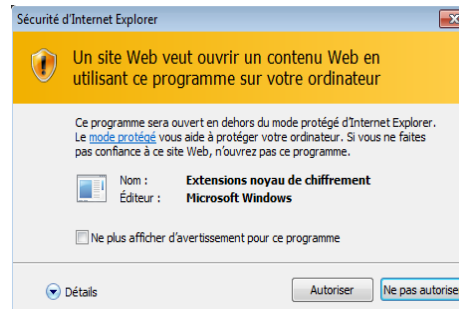 Sécurité d'Internet Explorer
Un site Web veut ouvrir un contenu Web en
utilisant ce programme sur votre ordinateur
Ce programme sera ouvert en dehors du mode protégé d'Internet Explorer.
Le mode protégé vous aide à protéger votre ordinateur. Si vous ne faites
pas confiance à ce site Web, n'ouvrez pas ce programme.
Nom : Extensions noyau de chiffrement
Éditeur : Microsoft Windows
Ne plus afficher d'avertissement pour ce programme
Détails Autoriser Ne pas autorise